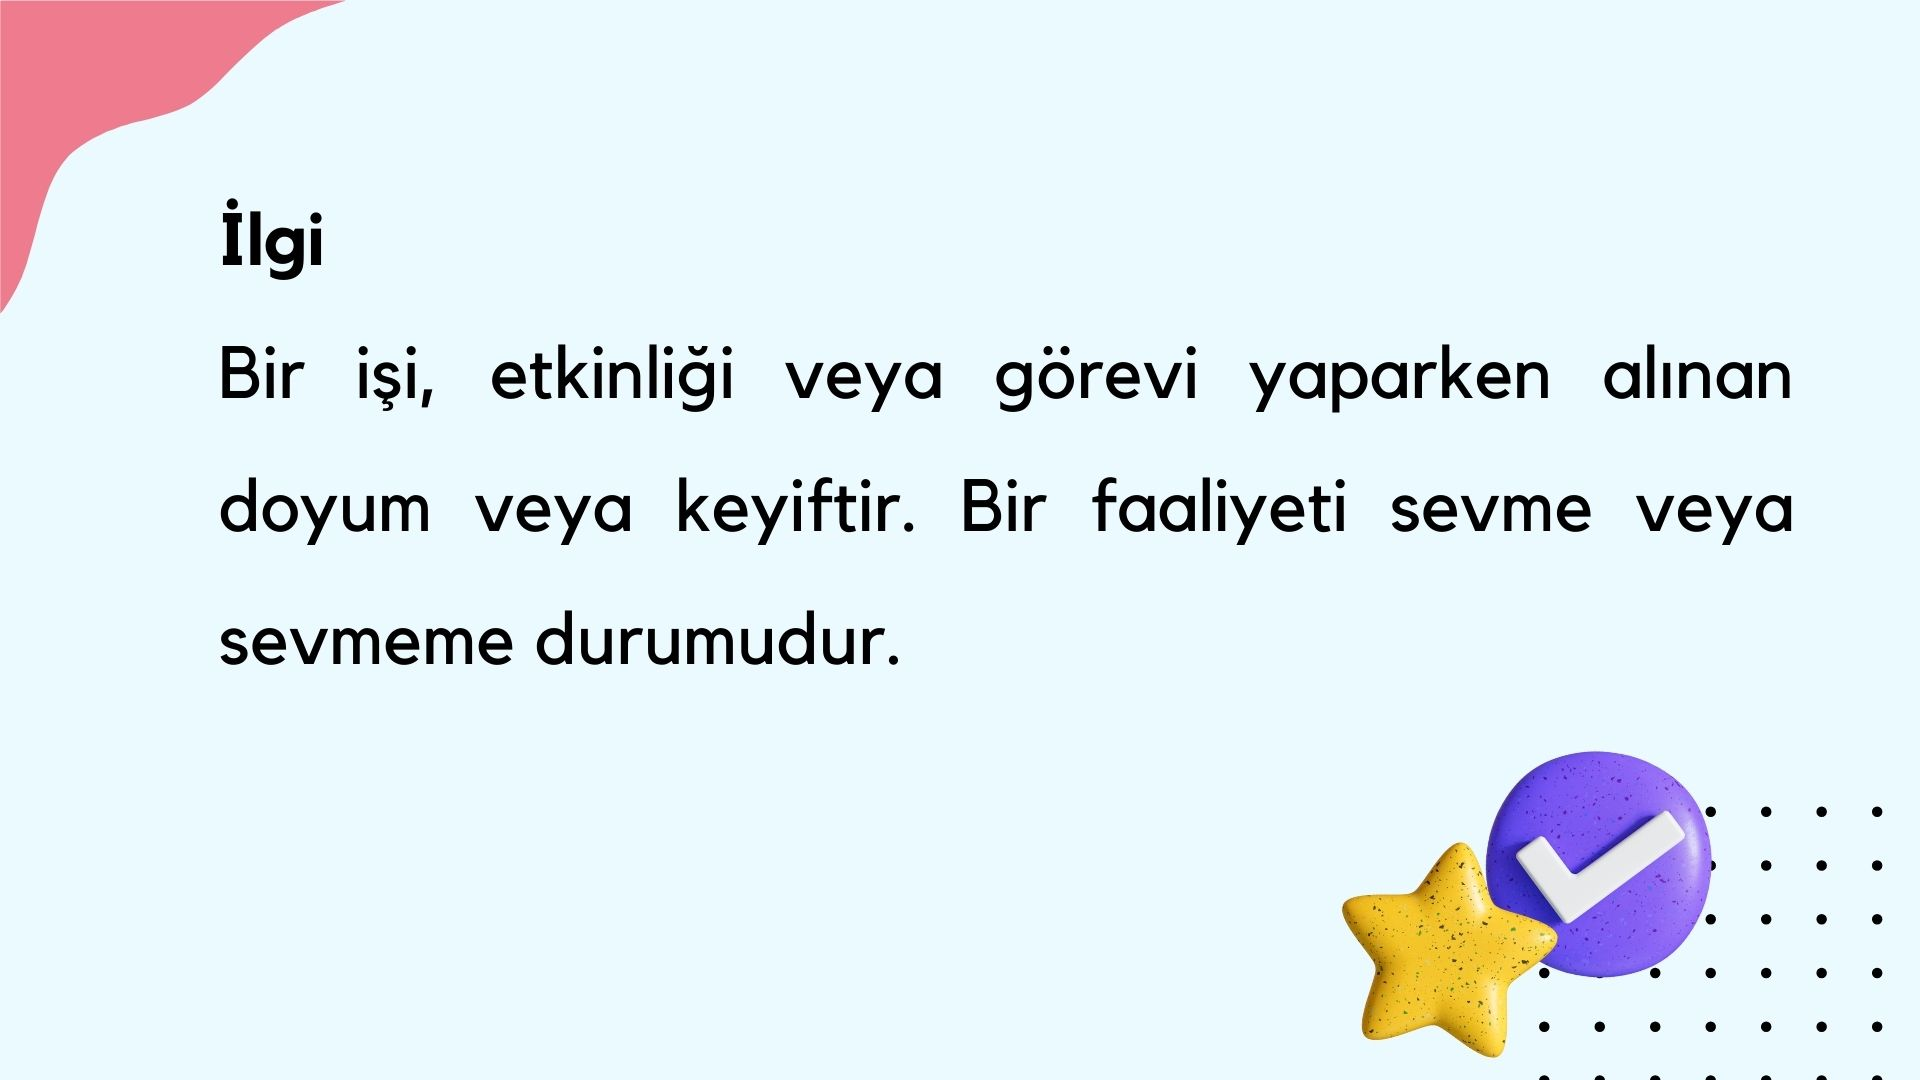 İlgi
Bir işi, etkinliği veya görevi yaparken alınan
doyum veya keyiftir. Bir faaliyeti sevme veya
sevmeme durumudur.